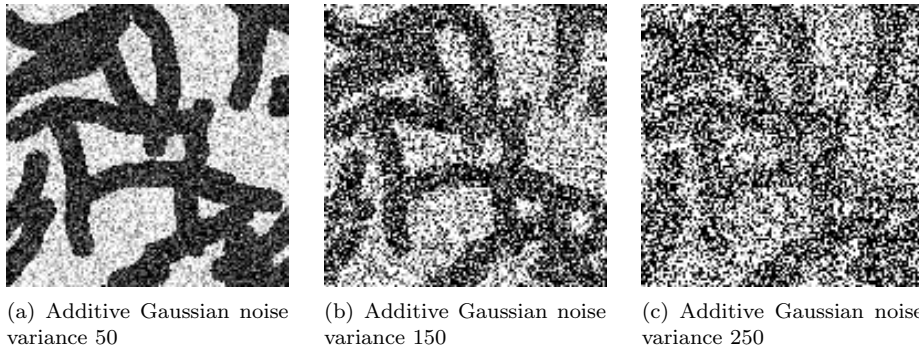 (a) Additive Gaussian noise
variance 50
(b) Additive Gaussian noise
variance 150
(c) Additive Gaussian noise
variance 250